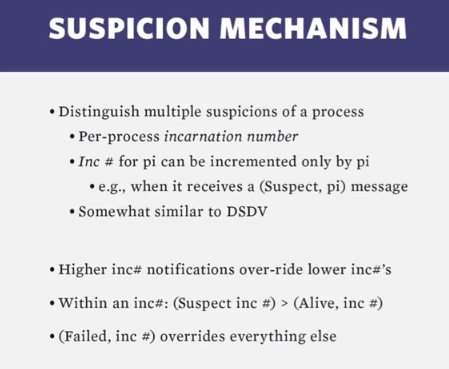 SUSPICION MECHANISM
• Distinguish multiple suspicions of a process
• Per-process incarnation number
• Inc # for pi can be incremented only by pi
• e.g., when it receives a (Suspect, pi) message
• Somewhat similar to DSDV
• Higher inc# notifications over-ride lower inc#'s
• Within an inc#: (Suspect inc #) > (Alive, inc #)
• (Failed, inc #) overrides everything else